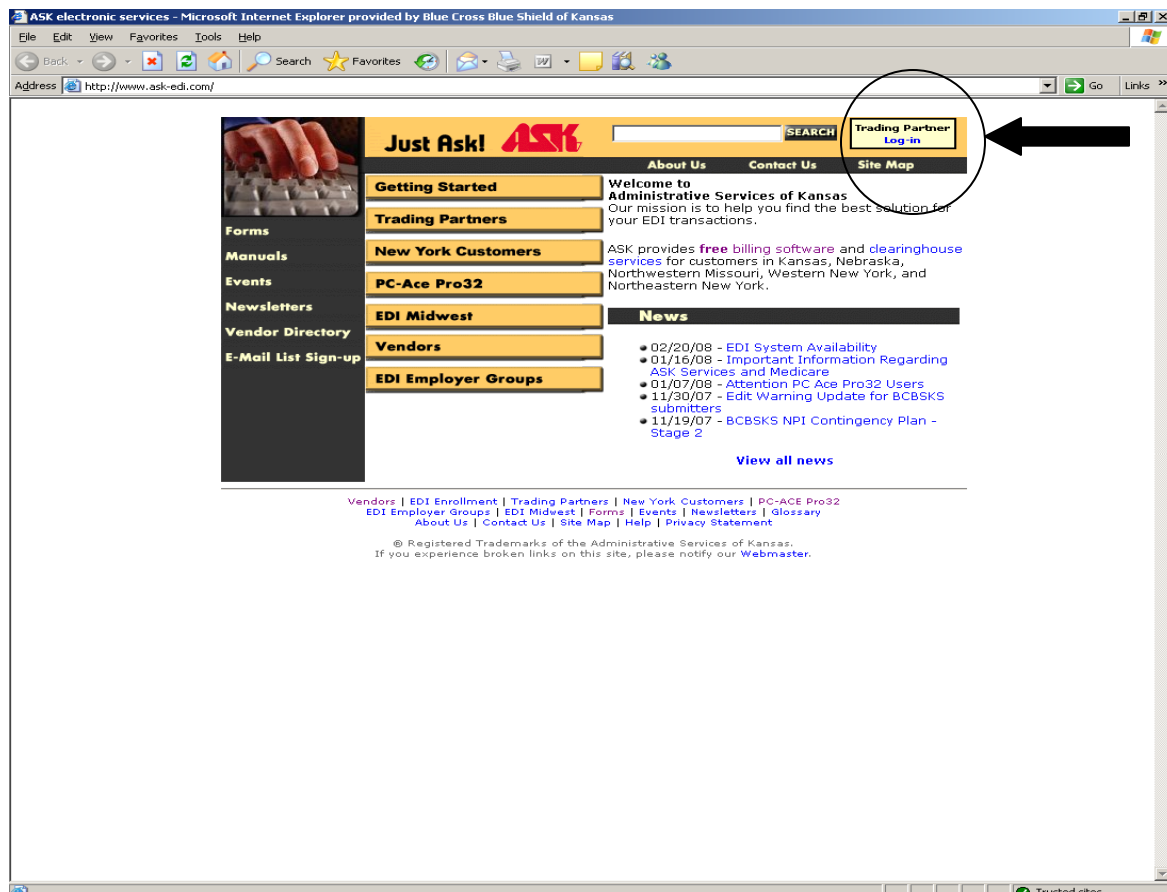 ASK electronic services - Microsoft Internet Explorer provided by Blue Cross Blue Shield of Kansas
File Edit View Favorites Tools Help
Back Search Favorites
Address http://www.ask-edi.com/ Go Links »
Just Ask! ASK SEARCH Trading Partner
Log-in
About Us Contact Us Site Map
Forms
Manuals
Events
Newsletters
Vendor Directory
E-Mail List Sign-up
Getting Started
Trading Partners
New York Customers
PC-Ace Pro32
EDI Midwest
Vendors
EDI Employer Groups
Welcome to
Administrative Services of Kansas
Our mission is to help you find the best solution for
your EDI transactions.
ASK provides free billing software and clearinghouse
services for customers in Kansas, Nebraska,
Northwestern Missouri, Western New York, and
Northeastern New York.
News
02/20/08 - EDI System Availability
01/16/08 - Important Information Regarding
ASK Services and Medicare
01/07/08 - Attention PC Ace Pro32 Users
11/30/07 - Edit Warning Update for BCBSKS
submitters
11/19/07 - BCBSKS NPI Contingency Plan -
Stage 2
View all news
Vendors | EDI Enrollment | Trading Partners | New York Customers | PC-ACE Pro32
EDI Employer Groups | EDI Midwest | Forms | Events | Newsletters | Glossary
About Us | Contact Us | Site Map | Help | Privacy Statement
® Registered Trademarks of the Administrative Services of Kansas.
If you experience broken links on this site, please notify our Webmaster.
Trusted sites